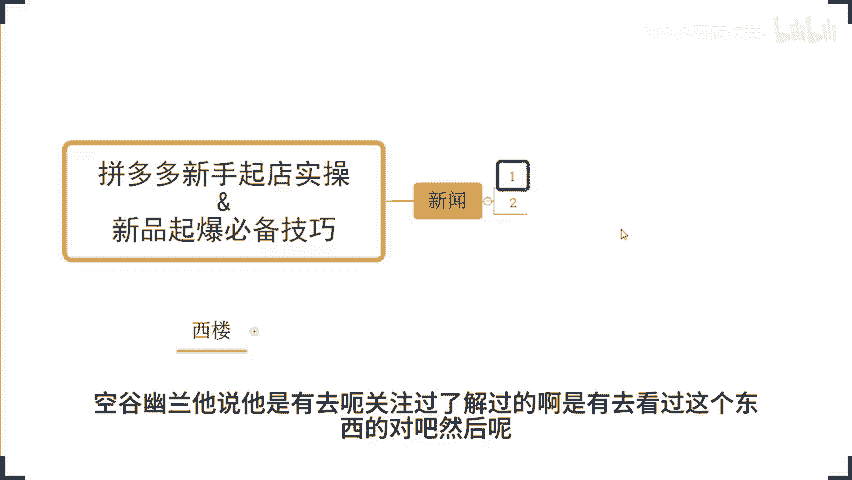 bilibili
拼多多新手起店实操
&
新品起爆必备技巧
新闻
1
2
西楼
空谷幽兰他说他是有去呃关注过了解过的啊是有去看过这个东
西的对吧然后呢